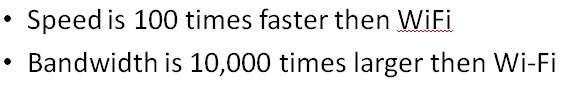 • Speed is 100 times faster then WiFi
• Bandwidth is 10,000 times larger then Wi-Fi